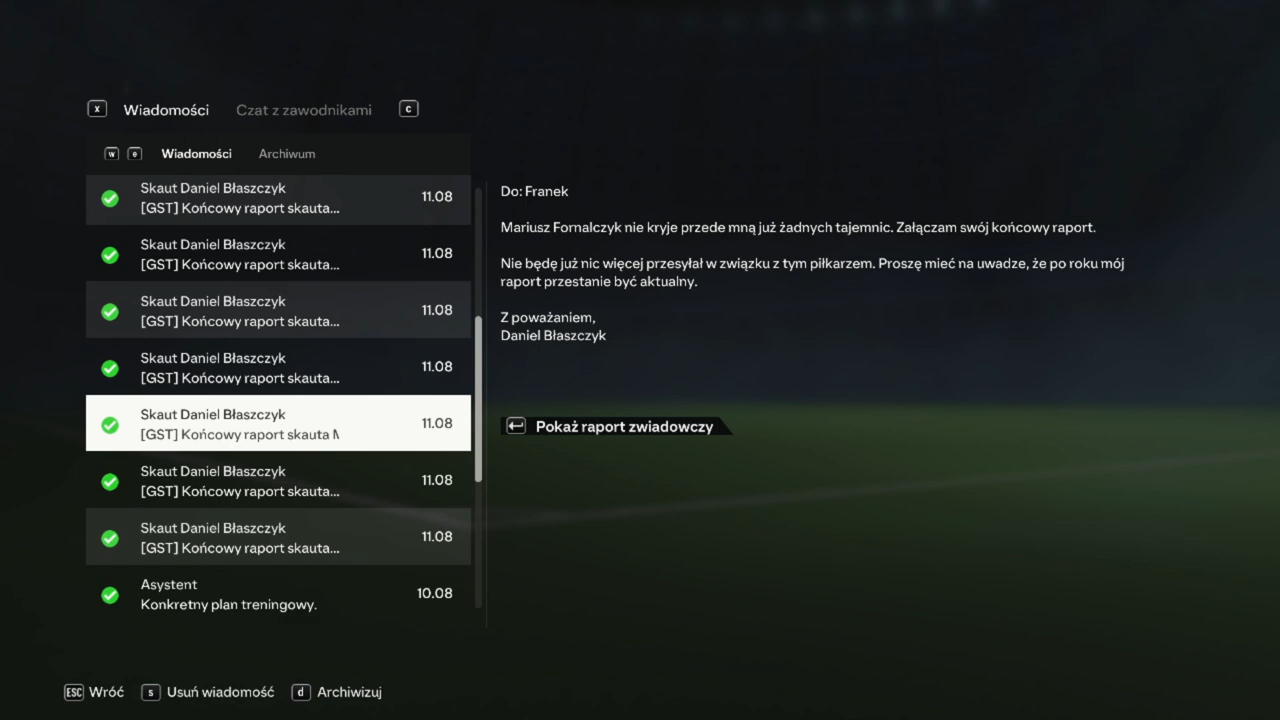 x Wiadomości Czat z zawodnikami c
w e Wiadomości Archiwum
Skaut Daniel Błaszczyk
[GST] Końcowy raport skauta... 11.08
Skaut Daniel Błaszczyk
[GST] Końcowy raport skauta... 11.08
Skaut Daniel Błaszczyk
[GST] Końcowy raport skauta... 11.08
Skaut Daniel Błaszczyk
[GST] Końcowy raport skauta... 11.08
Skaut Daniel Błaszczyk
[GST] Końcowy raport skauta M 11.08
Skaut Daniel Błaszczyk
[GST] Końcowy raport skauta... 11.08
Skaut Daniel Błaszczyk
[GST] Końcowy raport skauta... 11.08
Asystent
Konkretny plan treningowy. 10.08
Do: Franek
Mariusz Fornalczyk nie kryje przede mną już żadnych tajemnic. Załączam swój końcowy raport.
Nie będę już nic więcej przesyłał w związku z tym piłkarzem. Proszę mieć na uwadze, że po roku mój
raport przestanie być aktualny.
Z poważaniem,
Daniel Błaszczyk
Pokaż raport zwiadowczy
ESC Wróć s Usuń wiadomość d Archiwizuj